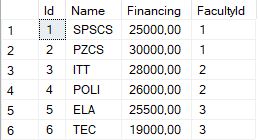 Id Name Financing FacultyId
1 1 SPSCS 25000,00 1
2 2 PZCS 30000,00 1
3 3 ITT 28000,00 2
4 4 POLI 26000,00 2
5 5 ELA 25500,00 3
6 6 TEC 19000,00 3